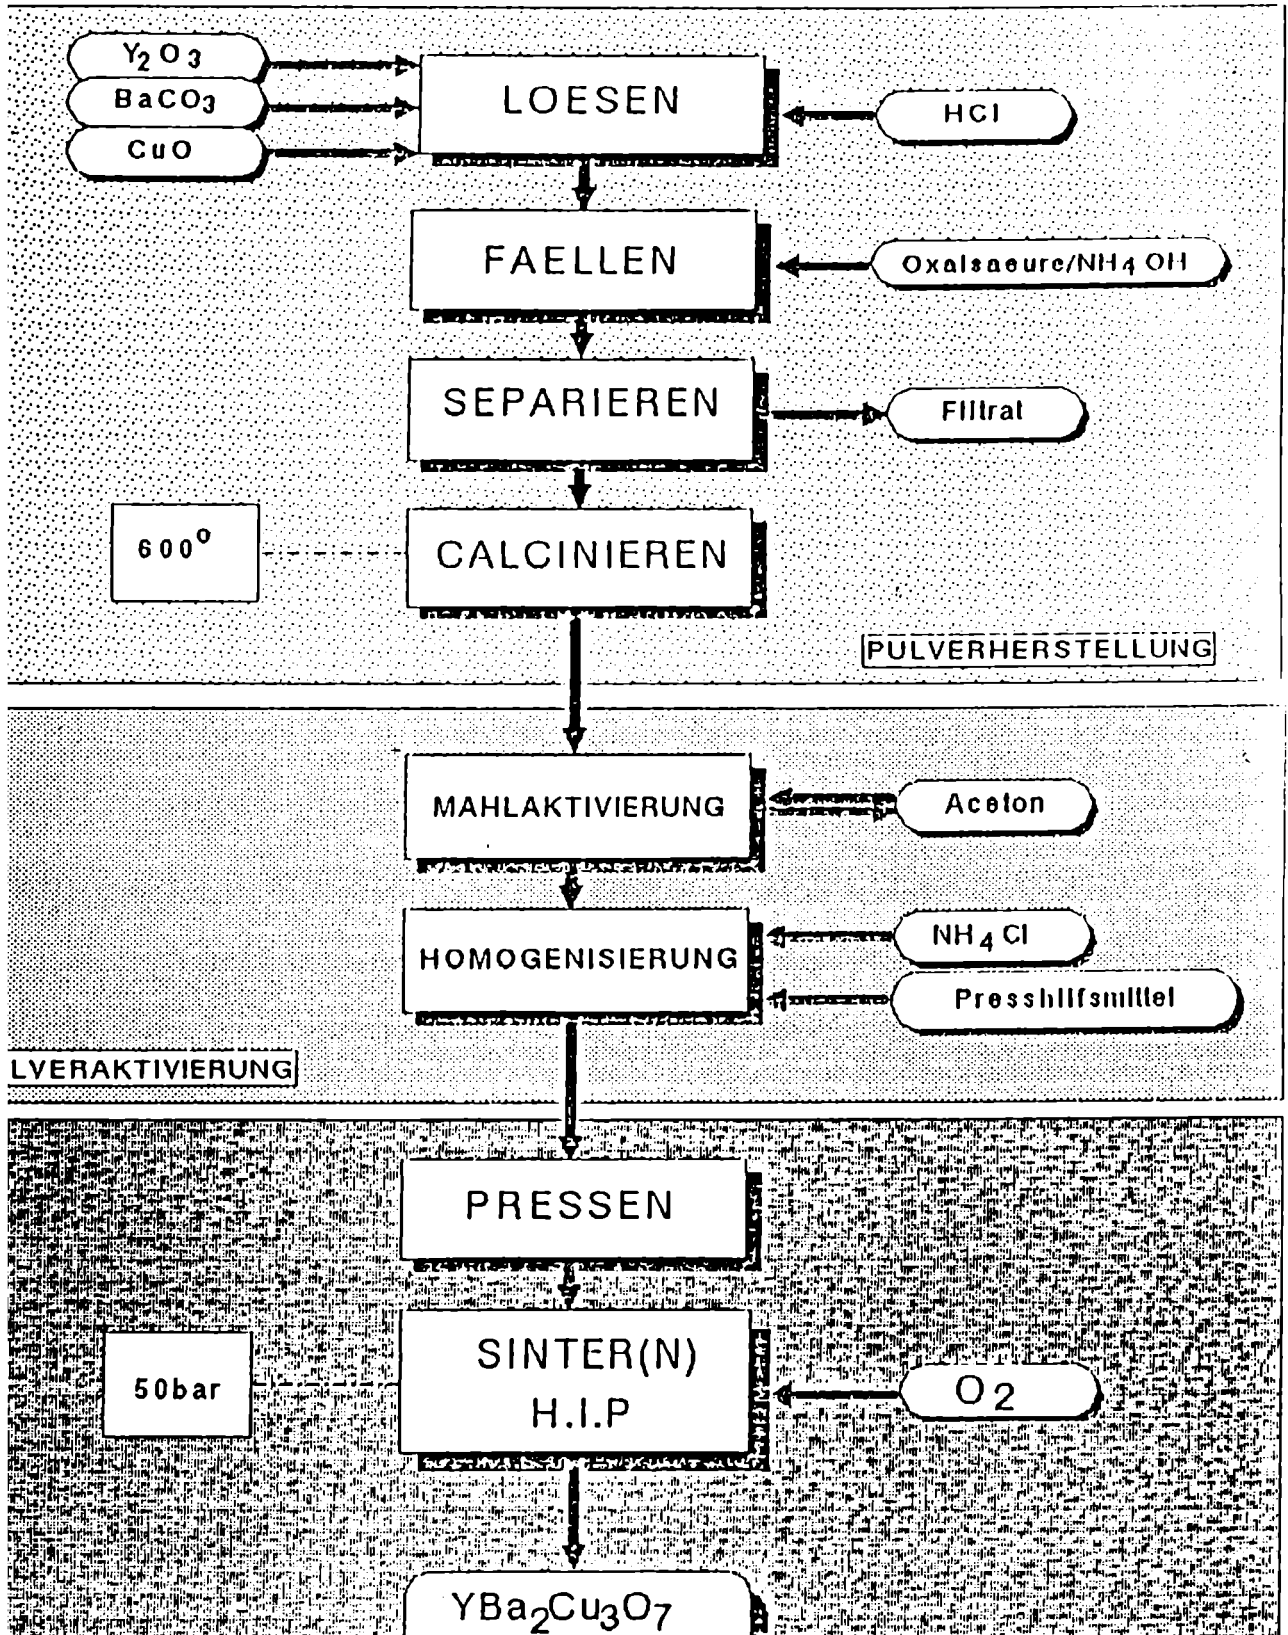 Y2O3
BaCO3
CuO
LOESEN
HCl
FAELLEN
Oxalsaeure/NH4OH
SEPARIEREN
Filtrat
600°
CALCINIEREN
PULVERHERSTELLUNG
MAHLAKTIVIERUNG
Aceton
HOMOGENISIERUNG
NH4Cl
Presshilfsmittel
LVERAKTIVIERUNG
PRESSEN
50bar
SINTER(N)
H.I.P
O2
YBa2Cu3O7